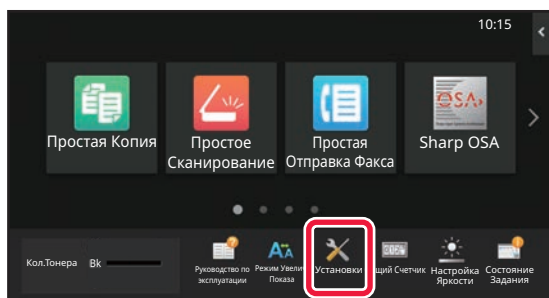 10:15
Простая Копия
Простое
Сканирование
Простая
Отправка Факса
OSA
Sharp OSA
Кол.Тонера Bk
Руководство по
эксплуатации
Режим Увели
Показа
Установки
щий Счетчик
Настройка
Яркости
Состояние
Задания